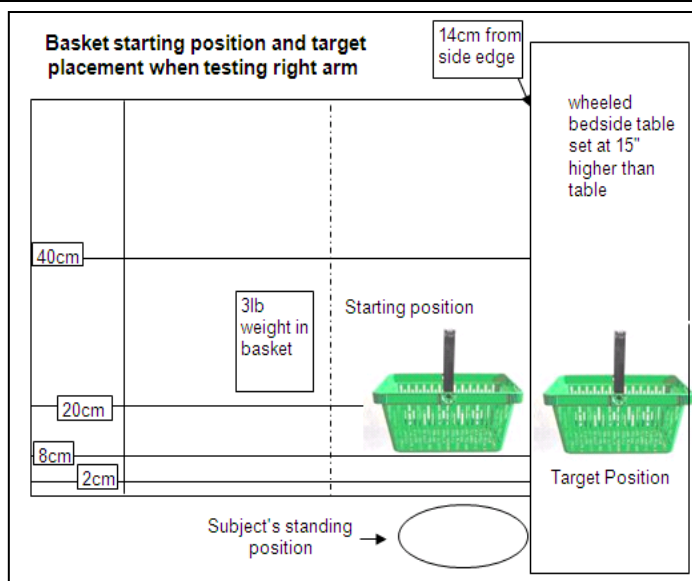 Basket starting position and target
placement when testing right arm
14cm from
side edge
wheeled
bedside table
set at 15"
higher than
table
40cm
3lb
weight in
basket
Starting position
20cm
8cm
2cm
Target Position
Subject's standing
position